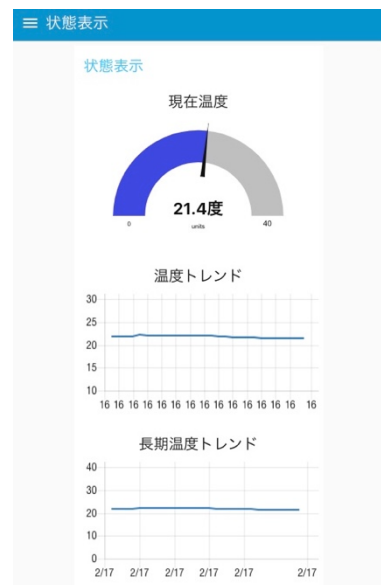 ≡ 状態表示
状態表示
現在温度
21.4度
0 units 40
温度トレンド
30
25
20
15
10
16 16 16 16 16 16 16 16 16 16 16 16 16 16 16
長期温度トレンド
40
30
20
10
0
2/17 2/17 2/17 2/17 2/17 2/17